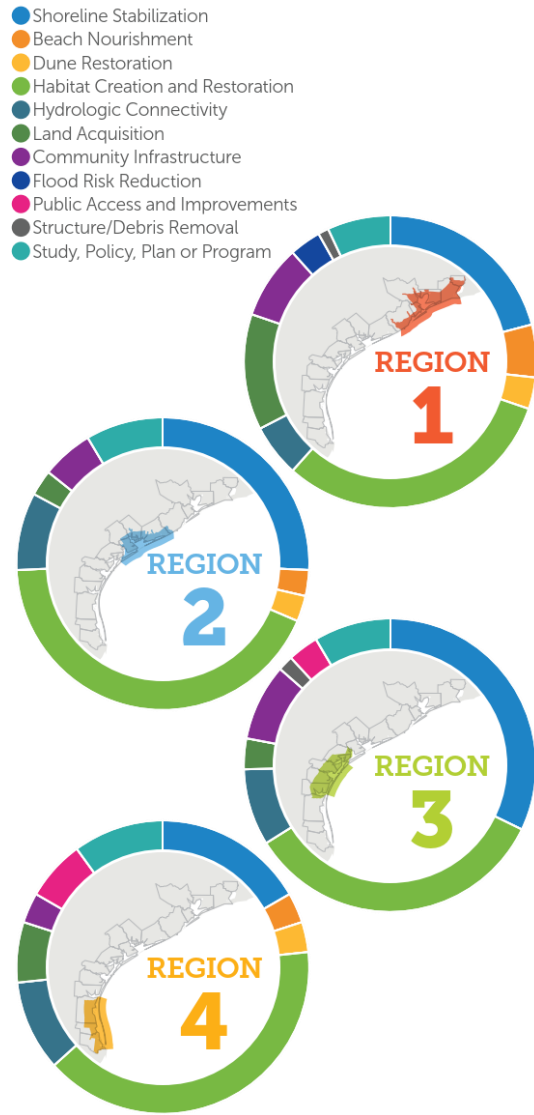 Shoreline Stabilization
Beach Nourishment
Dune Restoration
Habitat Creation and Restoration
Hydrologic Connectivity
Land Acquisition
Community Infrastructure
Flood Risk Reduction
Public Access and Improvements
Structure/Debris Removal
Study, Policy, Plan or Program
REGION
1
REGION
2
REGION
3
REGION
4